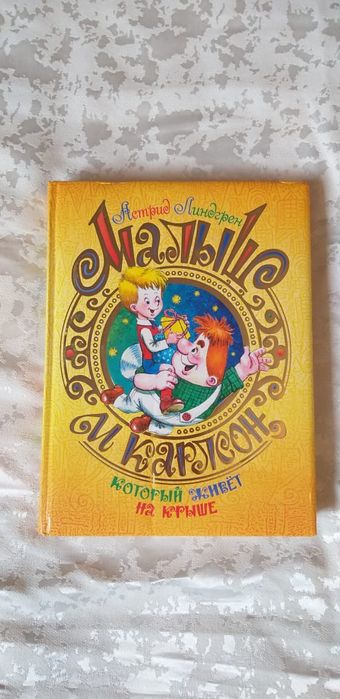 Астрид Линдгрен
Малыш
и Карлсон,
который живёт
на крыше